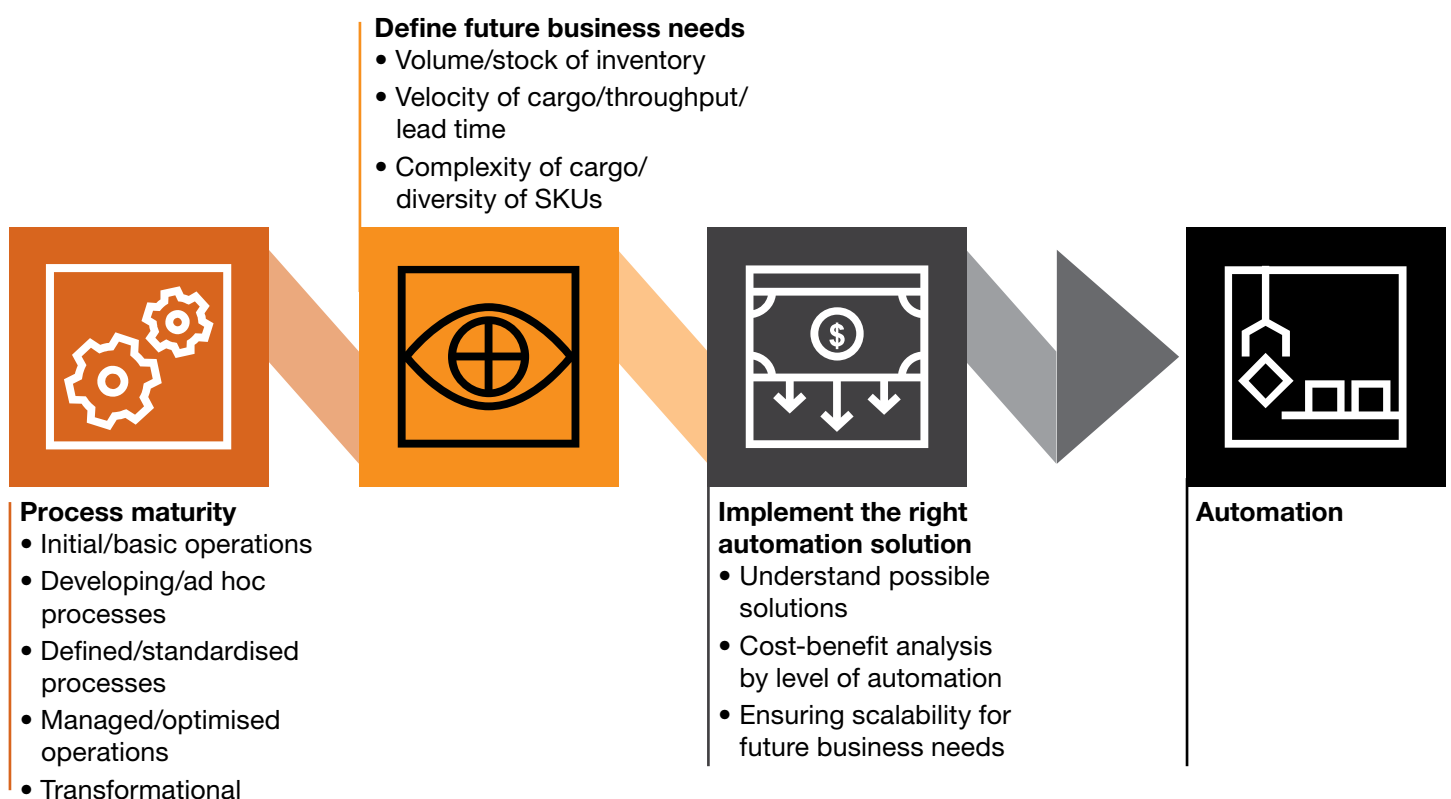 Define future business needs
• Volume/stock of inventory
• Velocity of cargo/throughput/
lead time
• Complexity of cargo/
diversity of SKUs
$
Process maturity
• Initial/basic operations
• Developing/ad hoc
processes
• Defined/standardised
processes
• Managed/optimised
operations
• Transformational
Implement the right
automation solution
• Understand possible
solutions
• Cost-benefit analysis
by level of automation
• Ensuring scalability for
future business needs
Automation